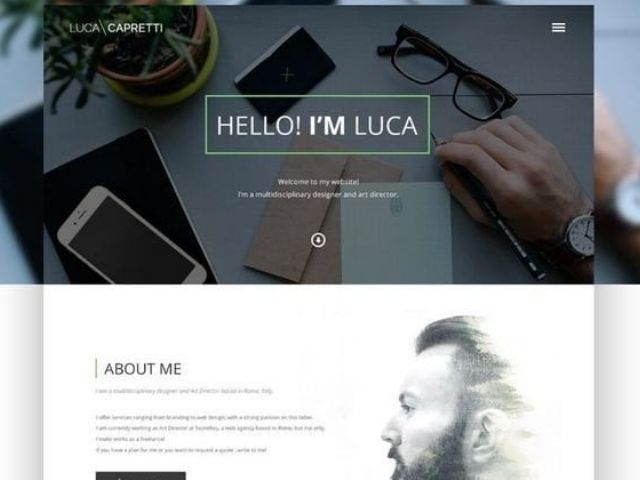 LUCA\CAPRETTI
HELLO! I'M LUCA
Welcome to my website!
I'm a multidisciplinary designer and art director.
ABOUT ME
I am a multidisciplinary designer and Art Director based in Rome, Italy.
I offer services ranging from branding to web design, with a strong passion on this latter.
I am currently working as Art Director at a web agency based in Rome, but not only.
I make works as a freelance!
If you have a plan for me or you want to request a quote , write to me!